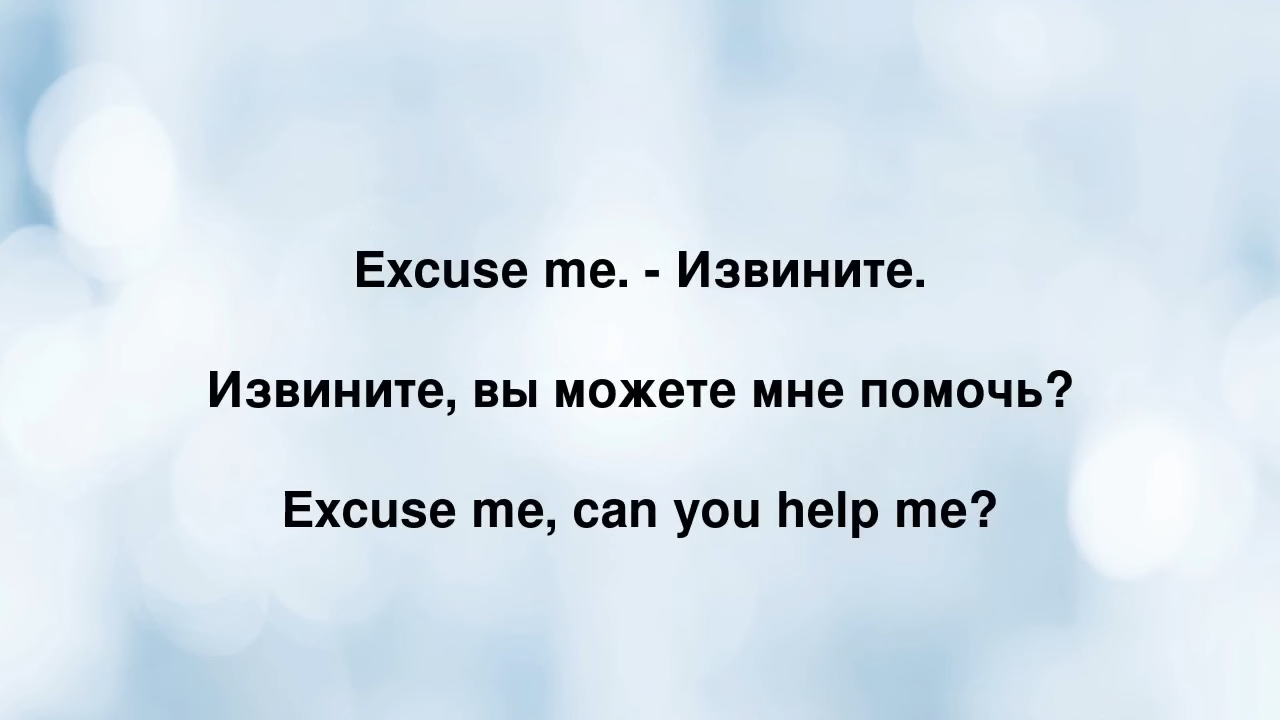 Excuse me. - Извините.
Извините, вы можете мне помочь?
Excuse me, can you help me?